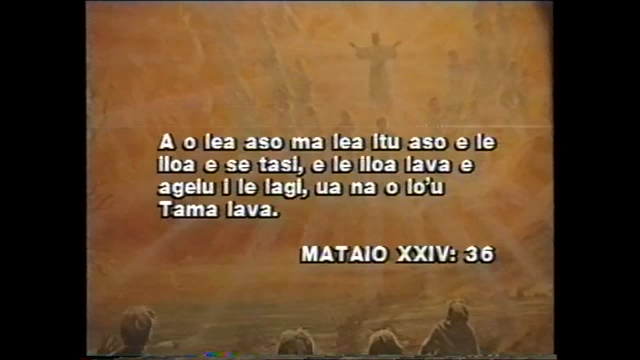 A o lea aso ma lea itu aso e le
iloa e se tasi, e le iloa lava e
agelu i le lagi, ua na o lo'u
Tama lava.
MATAIO XXIV: 36